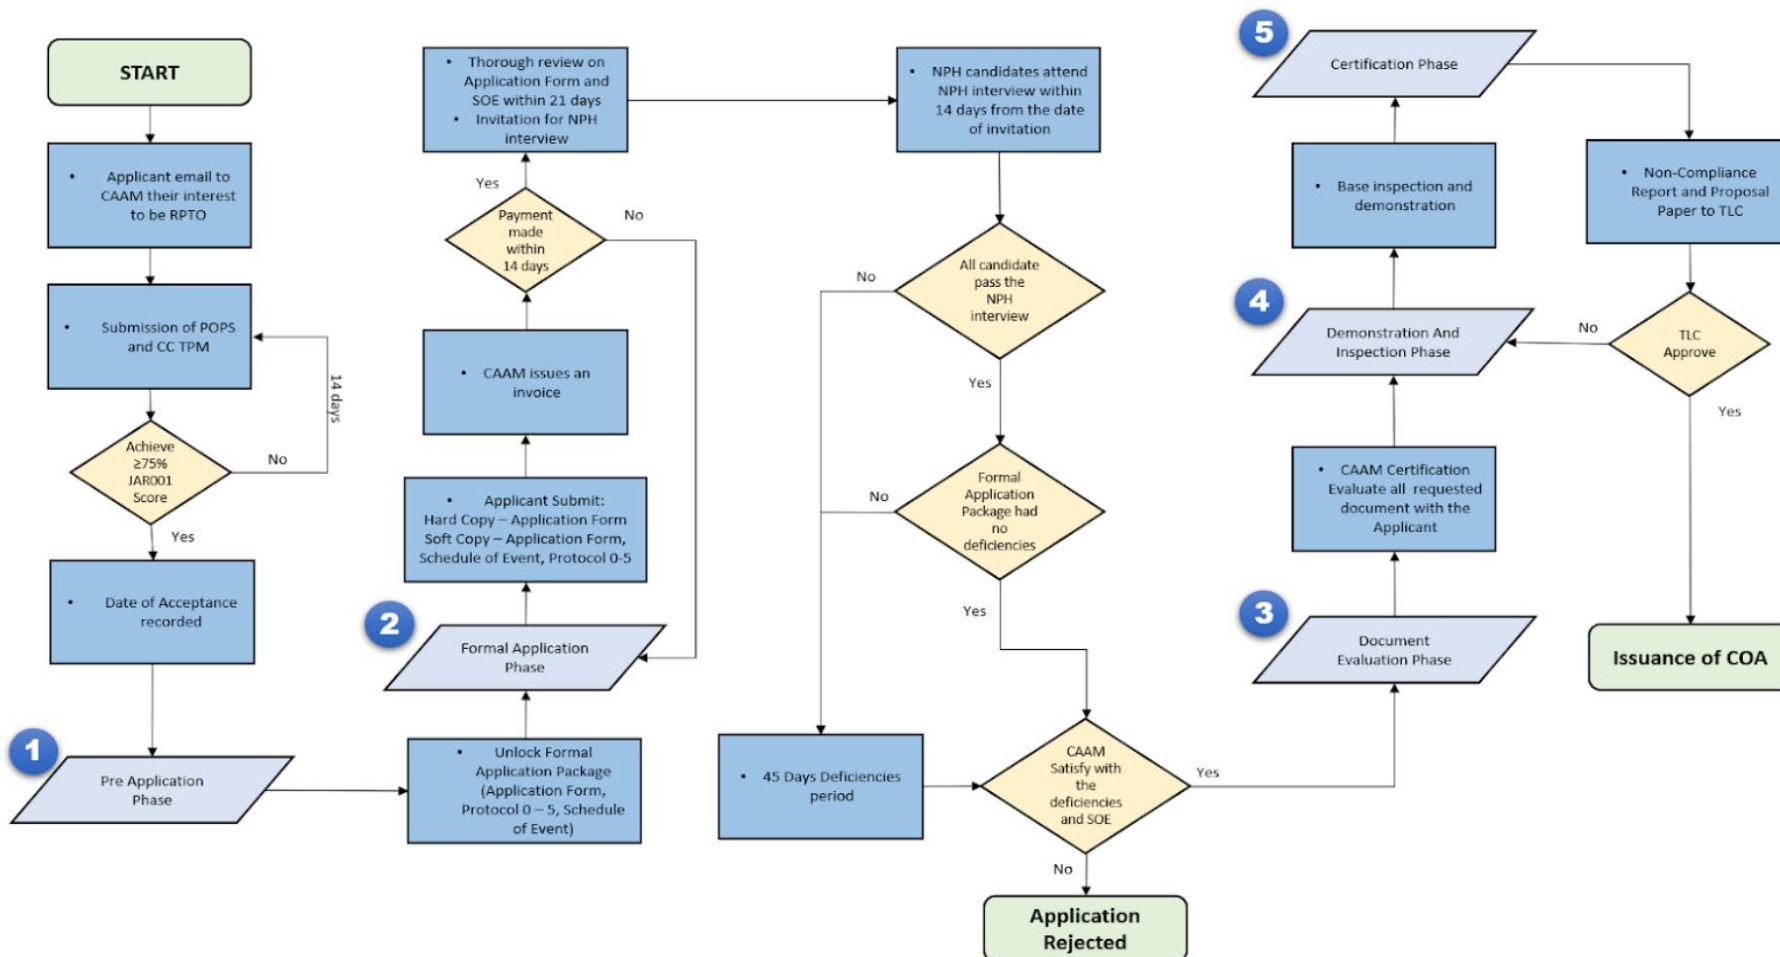 START
• Applicant email to
CAAM their interest
to be RPTO
• Submission of POPS
and CC TPM
14 days
Achieve
≥75%
JAR001
Score
No
Yes
• Date of Acceptance
recorded
1
Pre Application
Phase
• Unlock Formal
Application Package
(Application Form,
Protocol 0 – 5, Schedule
of Event)
2
Formal Application
Phase
• Applicant Submit:
Hard Copy – Application Form
Soft Copy – Application Form,
Schedule of Event, Protocol 0-5
• CAAM issues an
invoice
Payment
made
within
14 days
No
Yes
• Thorough review on
Application Form and
SOE within 21 days
• Invitation for NPH
interview
• NPH candidates attend
NPH interview within
14 days from the date
of invitation
All candidate
pass the
NPH
interview
No
Yes
Formal
Application
Package had
no
deficiencies
No
Yes
• 45 Days Deficiencies
period
CAAM
Satisfy with
the
deficiencies
and SOE
Yes
No
Application
Rejected
3
Document
Evaluation Phase
• CAAM Certification
Evaluate all requested
document with the
Applicant
4
Demonstration And
Inspection Phase
• Base inspection and
demonstration
5
Certification Phase
• Non-Compliance
Report and Proposal
Paper to TLC
TLC
Approve
No
Yes
Issuance of COA